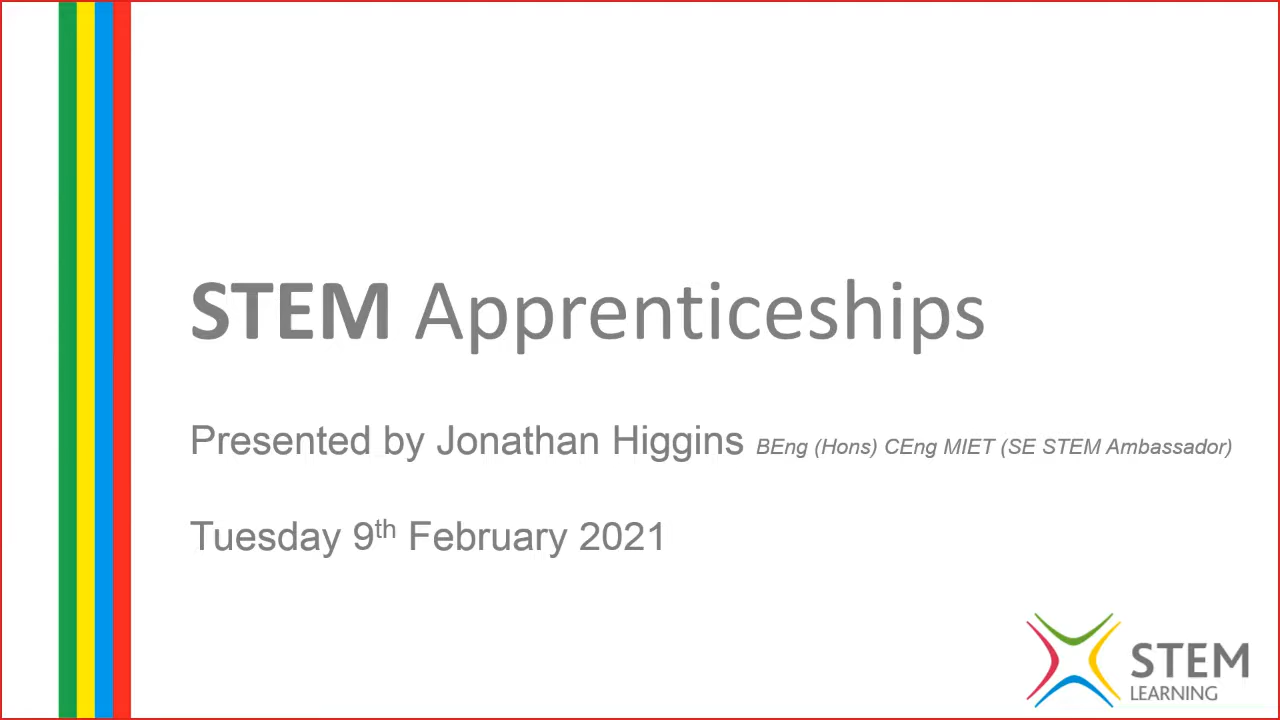 STEM Apprenticeships
Presented by Jonathan Higgins BEng (Hons) CEng MIET (SE STEM Ambassador)
Tuesday 9th February 2021
STEM
LEARNING